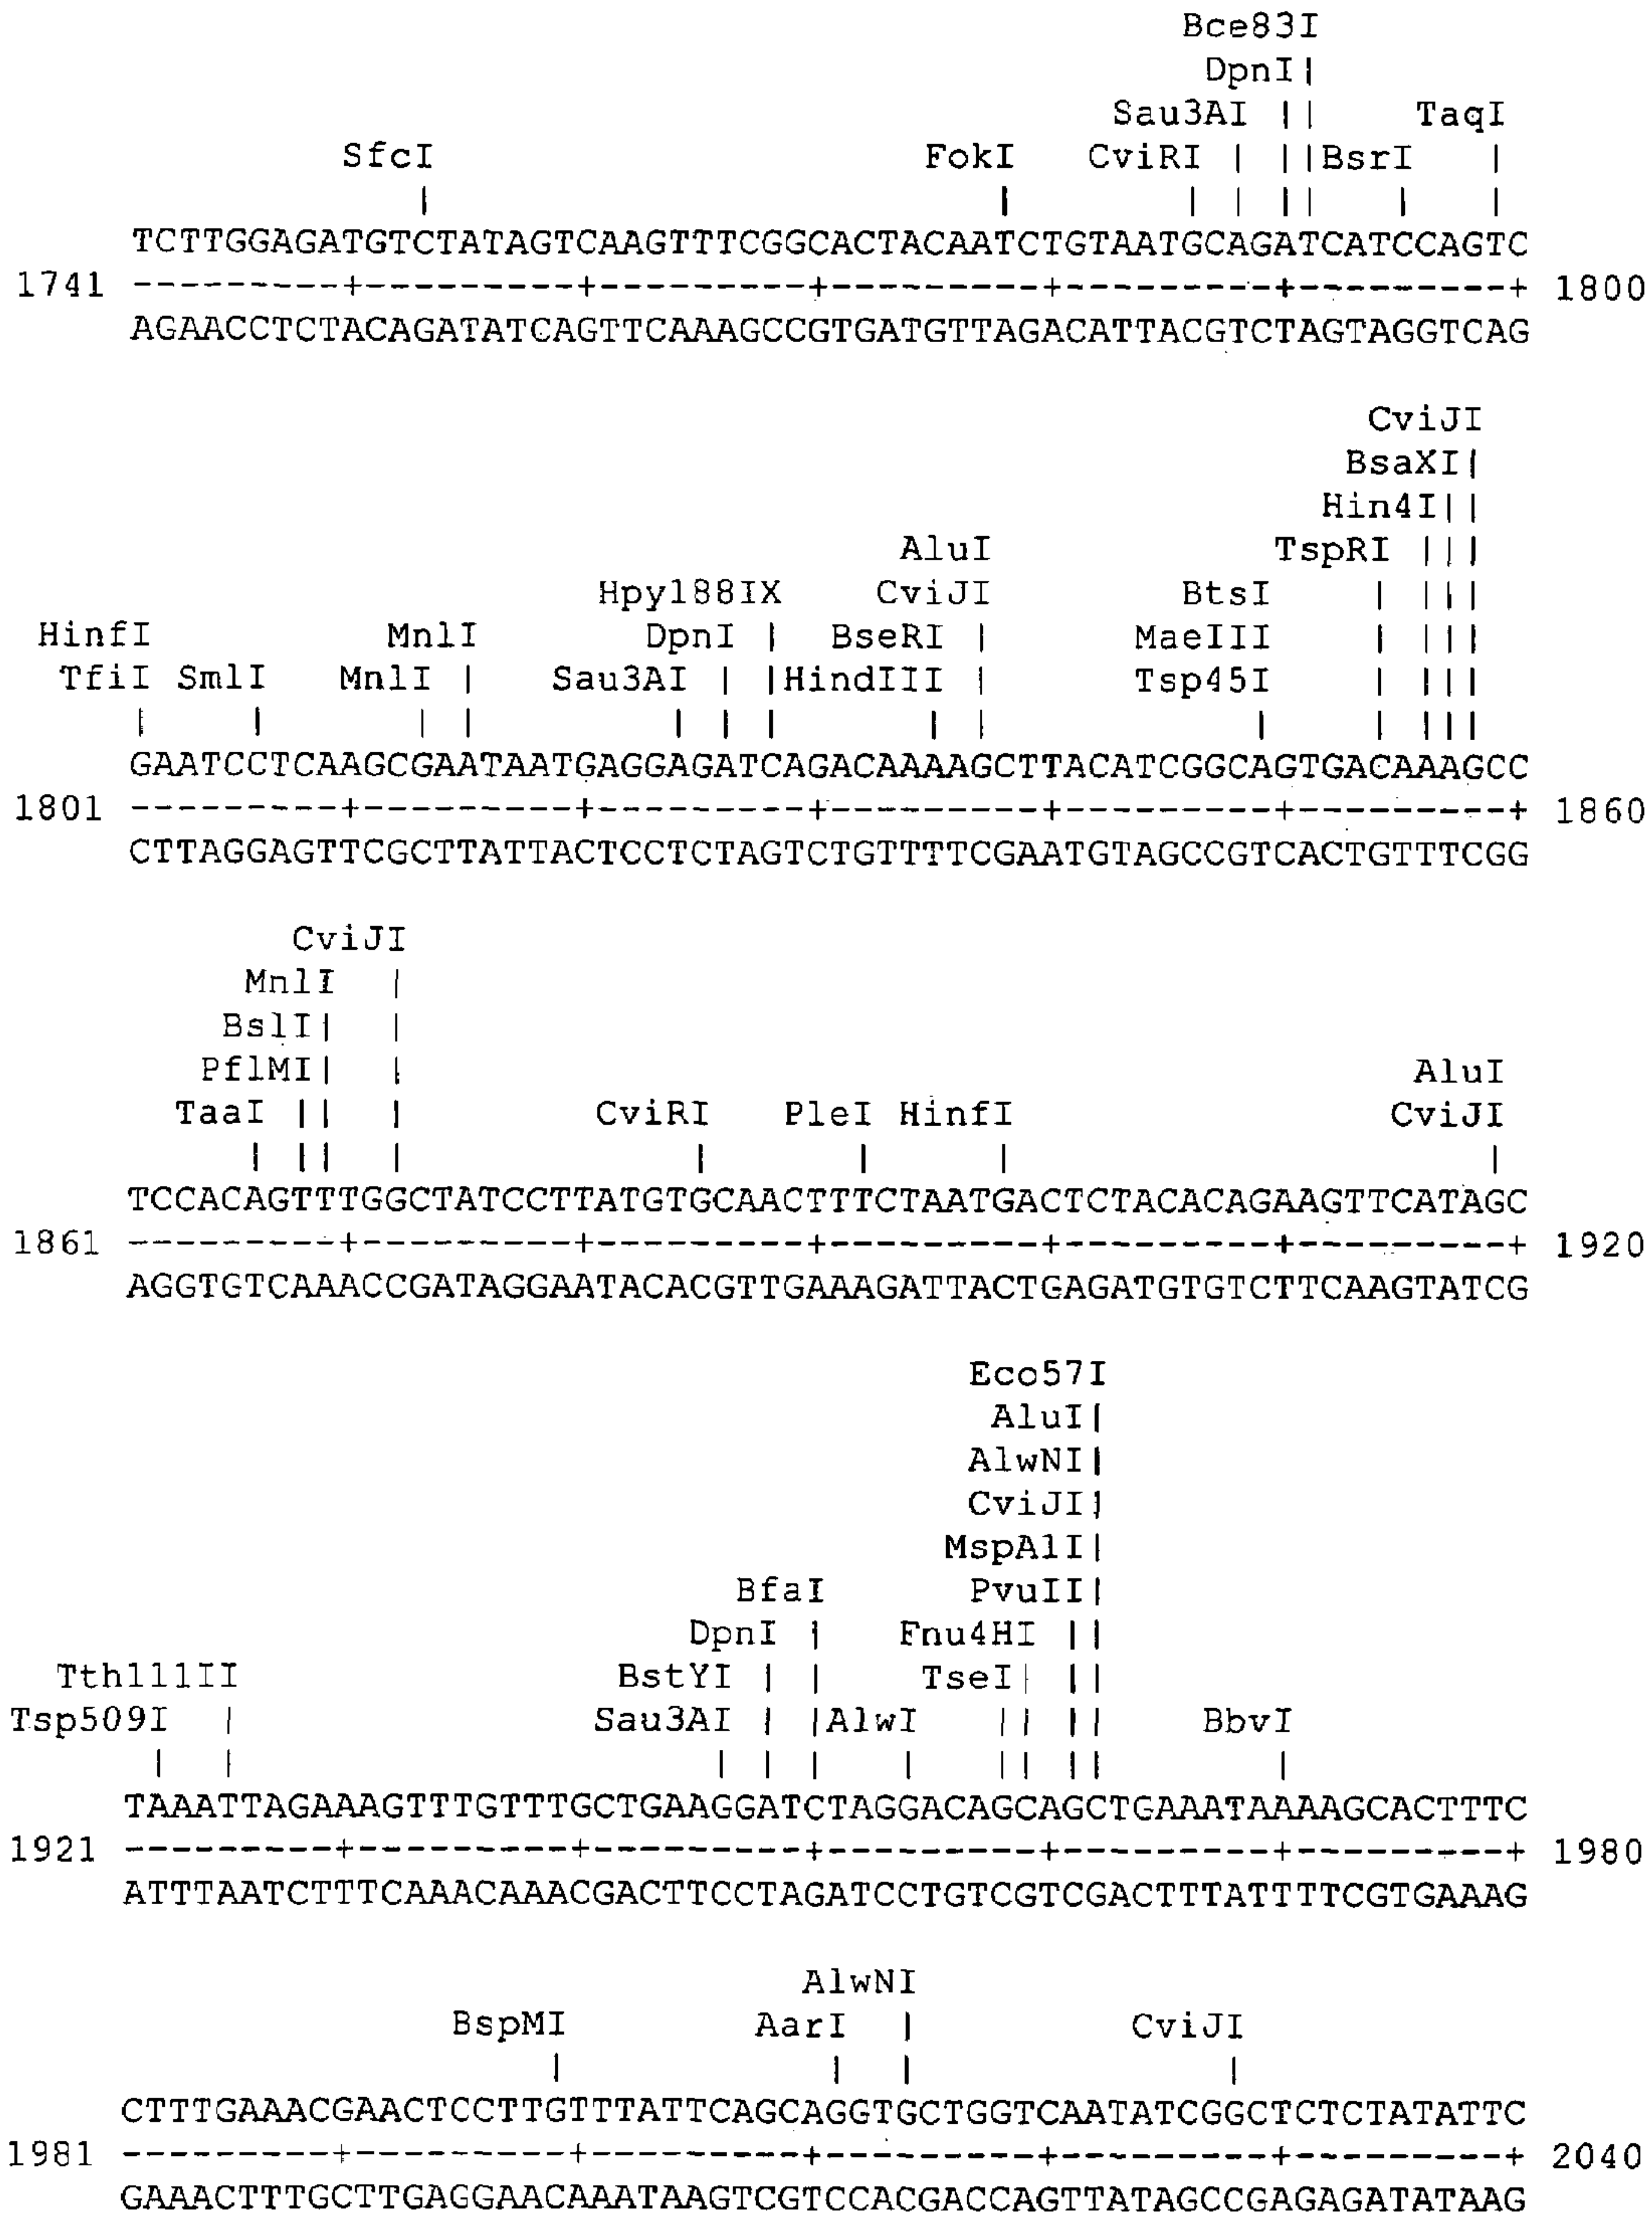 Bce83I
DpnI|
Sau3AI || TaqI
SfcI FokI CviRI | ||BsrI |
| | | | || | |
TCTTGGAGATGTCTATAGTCAAGTTTCGGCACTACAATCTGTAATGCAGATCATCCAGTC
1741 ---------+---------+---------+---------+---------+---------+ 1800
AGAACCTCTACAGATATCAGTTCAAAGCCGTGATGTTAGACATTACGTCTAGTAGGTCAG
CviJI
BsaXI|
Hin4I||
AluI TspRI |||
Hpy188IX CviJI BtsI | |||
HinfI MnlI DpnI | BseRI | MaeIII | |||
TfiI SmlI MnlI | Sau3AI | |HindIII | Tsp45I | |||
| | | | | | | | | | | |||
GAATCCTCAAGCGAATAATGAGGAGATCAGACAAAAGCTTACATCGGCAGTGACAAAGCC
1801 ---------+---------+---------+---------+---------+---------+ 1860
CTTAGGAGTTCGCTTATTACTCCTCTAGTCTGTTTTCGAATGTAGCCGTCACTGTTTCGG
CviJI
MnlI |
BslI| |
PflMI| | AluI
TaaI || | CviRI PleI HinfI CviJI
| || | | | | |
TCCACAGTTTGGCTATCCTTATGTGCAACTTTCTAATGACTCTACACAGAAGTTCATAGC
1861 ---------+---------+---------+---------+---------+---------+ 1920
AGGTGTCAAACCGATAGGAATACACGTTGAAAGATTACTGAGATGTGTCTTCAAGTATCG
Eco57I
AluI|
AlwNI|
CviJI|
MspA1I|
BfaI PvuII|
DpnI | Fnu4HI ||
Tth111II BstYI | | TseI| ||
Tsp509I | Sau3AI | |AlwI || || BbvI
| | | | | | || || |
TAAATTAGAAAGTTTGTTTGCTGAAGGATCTAGGACAGCAGCTGAAATAAAAGCACTTTC
1921 ---------+---------+---------+---------+---------+---------+ 1980
ATTTAATCTTTCAAACAAACGACTTCCTAGATCCTGTCGTCGACTTTATTTTCGTGAAAG
AlwNI
BspMI AarI | CviJI
| | | |
CTTTGAAACGAACTCCTTGTTTATTCAGCAGGTGCTGGTCAATATCGGCTCTCTATATTC
1981 ---------+---------+---------+---------+---------+---------+ 2040
GAAACTTTGCTTGAGGAACAAATAAGTCGTCCACGACCAGTTATAGCCGAGAGATATAAG